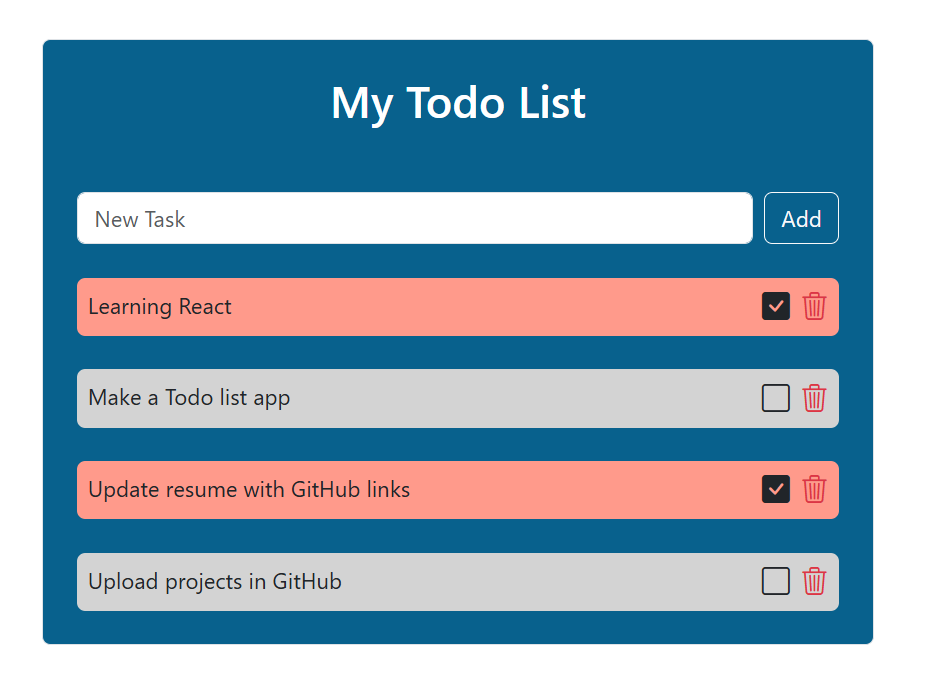 My Todo List
New Task
Add
Learning React
Make a Todo list app
Update resume with GitHub links
Upload projects in GitHub